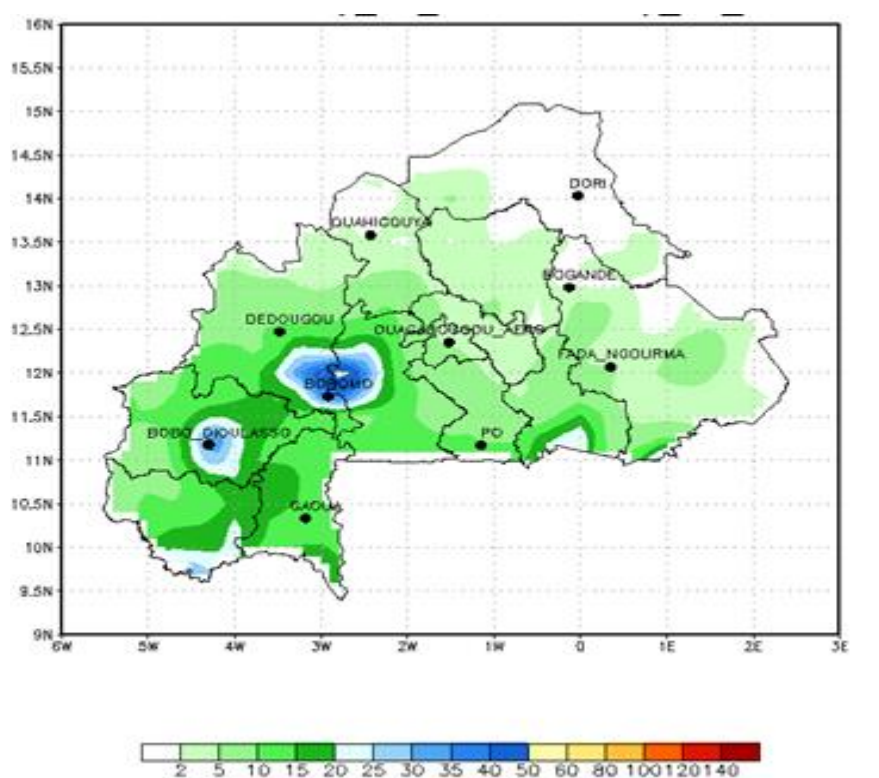 16N
15.5N
15N
14.5N
14N
DORI
OUAHIGOUYA
13.5N
BOGANDE
13N
DEDOUGOU
12.5N
OUAGADOUGOU_AERO
FADA_NGOURMA
12N
BOROMO
11.5N
BOBO_DIOULASSO
PO
11N
10.5N
GAOUA
10N
9.5N
9N
6W 5W 4W 3W 2W 1W 0 1E 2E 3E
2 5 10 15 20 25 30 35 40 50 60 80 100 120 140